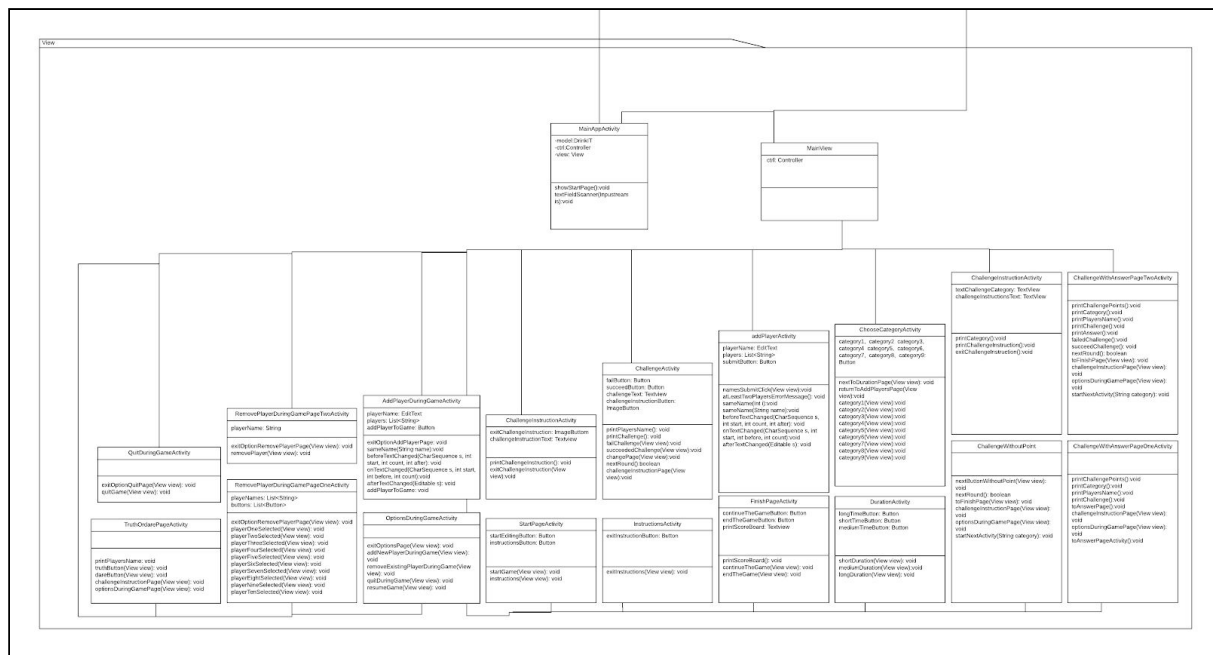 View
MainAppActivity
-model:DrinkIT
-ctrl:Controller
-view: View
showStartPage():void
textFieldScanner(Inpustream
is):void
MainView
-ctrl: Controller
QuitDuringGameActivity
exitOptionsQuitPage(View view): void
quitGame(View view): void
TruthOrdarePageActivity
printPlayersName: void
truthButton(View view): void
dareButton(View view): void
challengeInstructionPage(View view): void
optionsDuringGamePage(View view): void
RemovePlayerDuringGamePageTwoActivity
playerName: String
exitOptionRemovePlayerPage(View view): void
removePlayer(View view): void
RemovePlayerDuringGamePageOneActivity
playeNames: List<String>
buttons: List<Button>
exitOptionRemovePlayerPage(View view): void
playerOneSelected(View view): void
playerTwoSelected(View view): void
playerThreeSelected(View view): void
playerFourSelected(View view): void
playerFiveSelected(View view): void
playerSixSelected(View view): void
playerSevenSelected(View view): void
playerEightSelected(View view): void
playerNineSelected(View view): void
playerTenSelected(View view): void
AddPlayerDuringGameActivity
playerName: EditText
players: List<String>
addPlayerToGame: Button
exitOptionAddPlayerPage: void
sameName(String name): void
beforeTextChanged(CharSequence s, int
start, int count, int after): void
onTextChanged(CharSequence s, int start,
int before, int count):void
afterTextChanged(Editable s): void
addPlayerToGame: void
OptionsDuringGameActivity
exitOptionsPage(View view): void
addNewPlayerDuringGame(View view):
void
removeExistingPlayerDuringGame(View
view): void
quitDuringGame(View view): void
resumeGame(View view): void
ChallengeInstructionActivity
exitChallengeInstruction: ImageButtom
challengeInstructionText: Textview
printChallengeInstruction(): void
exitChallengeInstruction(View
view): void
StartPageActivity
startEditingButton: Button
instructionsButton: Button
startGame(View view): void
instructions(View view): void
ChallengeActivity
failButton: Button
succeedButton: Button
challengeText: Textview
challengeInstructionButton:
ImageButton
printPlayersName(): void
printChallenge(): void
failChallenge(View view): void
succeededChallenge(View view): void
changePage(View view): void
nextRound() boolean
challengeInstructionPage(View
view):void
InstructionsActivity
exitInstructionButton: Button
exitInstructions(View view): void
addPlayerActivity
playerName: EditText
players: List<String>
submitButton: Button
namesSubmitClick(View view):void
atLeastTwoPlayersErrorMessage(): void
sameName(int i):void
sameNames(String name):void
beforeTextChanged(CharSequence s,
int start, int count, int after): void
onTextChanged(CharSequence s, int
start, int before, int count):void
afterTextChanged(Editable s): void
FinishPageActivity
continueTheGameButton: Button
endTheGameButton: Button
printScoreBoard: Textview
printScoreBoard(): void
continueTheGame(View view): void
endTheGame(View view): void
ChooseCategoryActivity
category1, category2 category3,
category4 category5, category6,
category7, category8, category9:
Button
nextToDurationPage(View view): void
returnToAddPlayersPage(View
view):void
category1(View view):void
category2(View view):void
category3(View view):void
category4(View view):void
category5(View view):void
category6(View view):void
category7(View view):void
category8(View view):void
category9(View view):void
DurationActivity
longTimeButton: Button
shortTimeButton: Button
mediumTimeButton: Button
shortDuration(View view): void
mediumDuration(View view):void
longDuration(View view): void
ChallengeInstructionActivity
textChallengeCategory: TextView
challengeInstructionsText: TextView
printCategory():void
printChallengeInstruction():void
exitChallengeInstruetion():void
ChallengeWithoutPoint
nextButtonWithoutPoint(View view):
void
nextRound(): boolean
toFinishPage(View view): void
challengeInstructionPage(View view):
void
optionsDuringGamePage(View view):
void
startNextActivity(String category): void
ChallengeWithAnswerPageTwoActivity
printChallengePoints():void
printCategory():void
printPlayersName():void
printChallenge():void
printAnswer():void
failedChallenge():void
succeedChallenge(): void
nextRound(): boolean
toFinishPage(View view): void
challengeInstructionPage(View view):
void
optionsDuringGamePage(View view):
void
startNextActivity(String category): void
ChallengeWithAnswerPageOneActivity
printChallengePoints():void
printCategory():void
printPlayersName():void
printChallenge():void
toAnswerPage():void
challengeInstructionPage(View view):
void
optionsDuringGamePage(View view):
void
toAnswerPageActivity():void